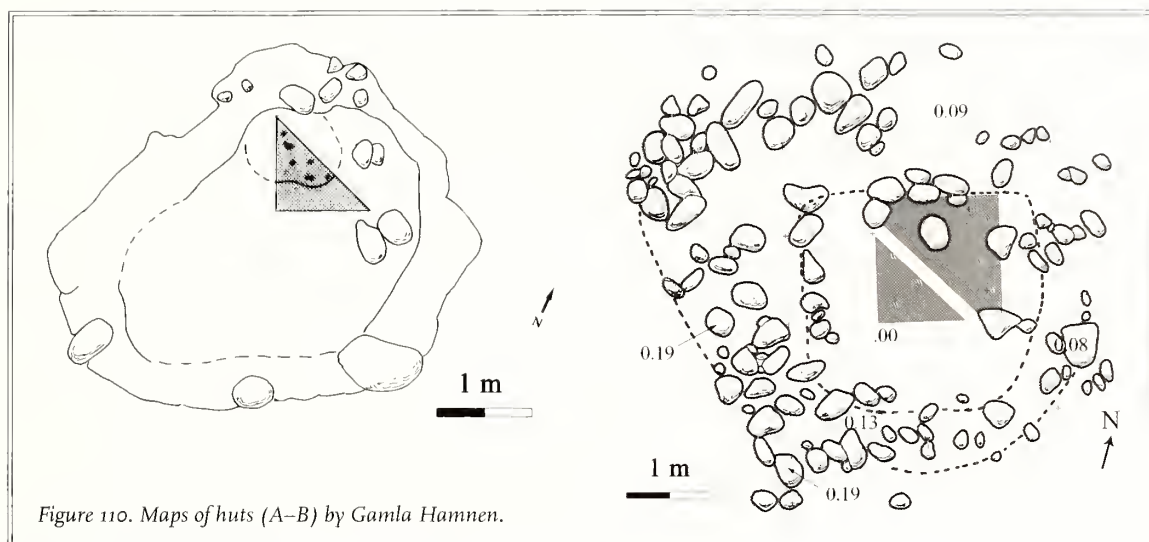 N
1 m
Figure 110. Maps of huts (A–B) by Gamla Hamnen.
0.09
0.19
.00
0.08
0.13
0.19
1 m
N